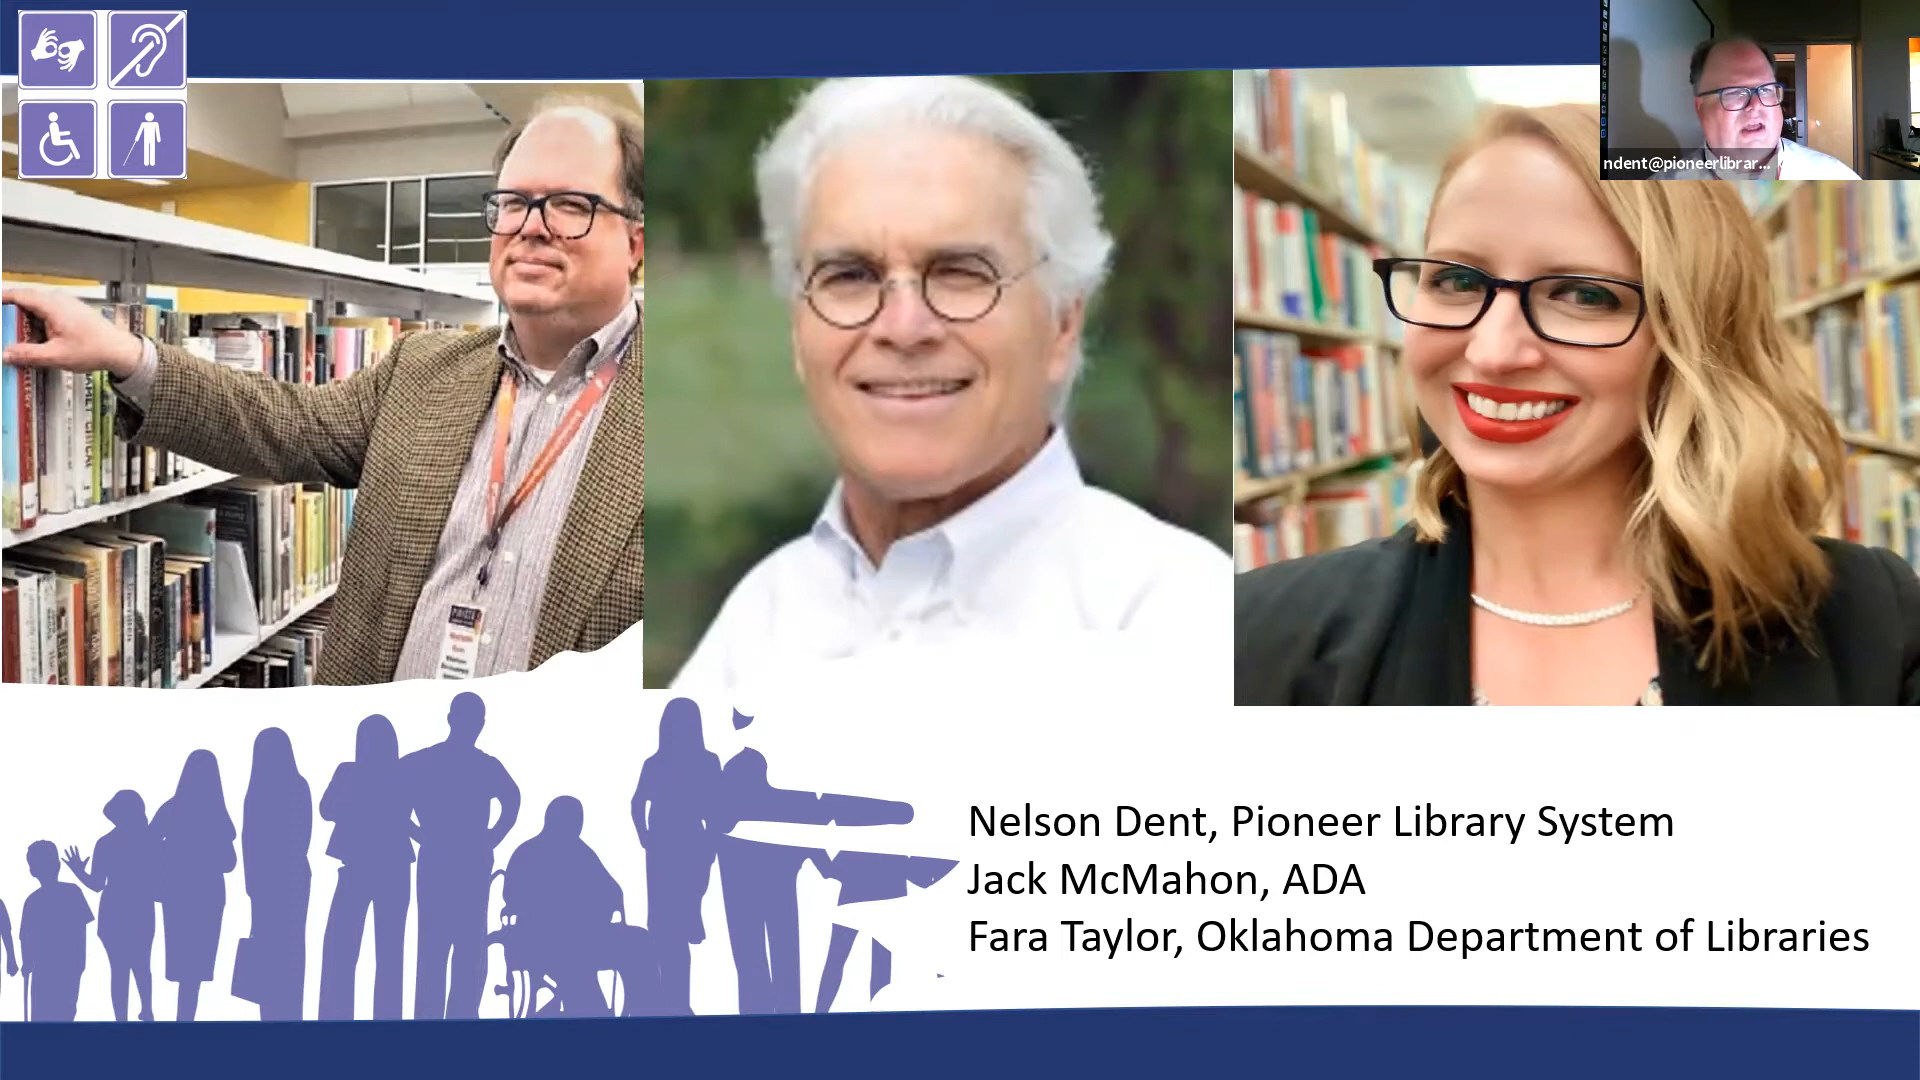 ndent@pioneerlibrar...
Nelson Dent, Pioneer Library System
Jack McMahon, ADA
Fara Taylor, Oklahoma Department of Libraries